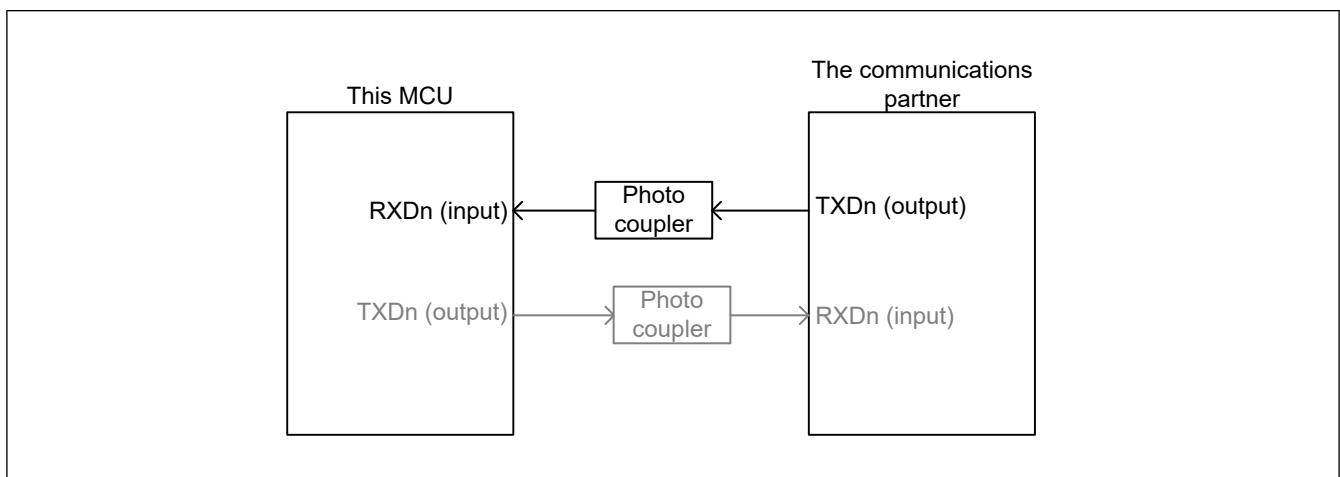 The communications
partner
This MCU
Photo
coupler
RXDn (input)
TXDn (output)
TXDn (output)
Photo
coupler
RXDn (input)